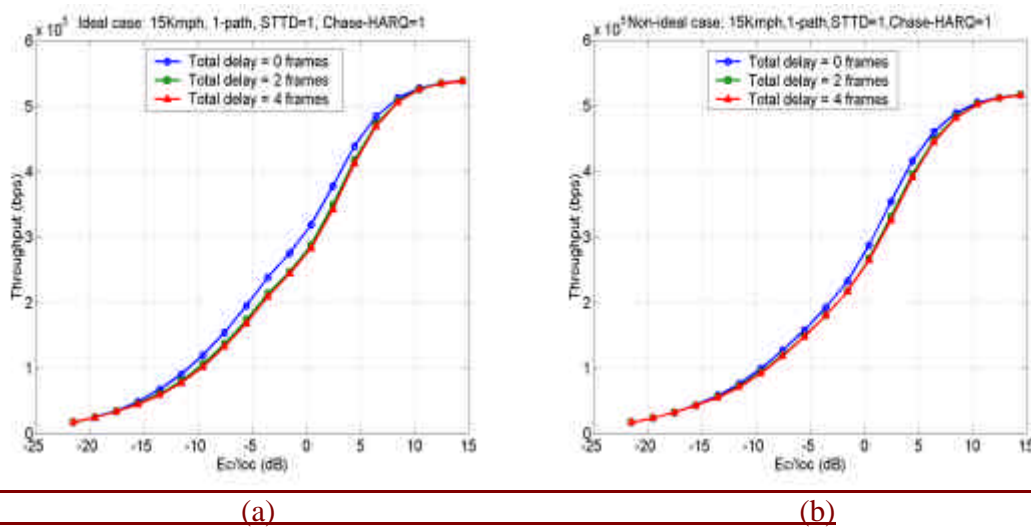 × 10⁵ Ideal case: 15Kmph, 1-path, STTD=1, Chase-HARQ=1
Total delay = 0 frames
Total delay = 2 frames
Total delay = 4 frames
Throughput (bps)
6
5
4
3
2
1
0
-25 -20 -15 -10 -5 0 5 10 15
Ec/Ioc (dB)
(a)
× 10⁵ Non-ideal case: 15Kmph,1-path,STTD=1,Chase-HARQ=1
Total delay = 0 frames
Total delay = 2 frames
Total delay = 4 frames
Throughput (bps)
6
5
4
3
2
1
0
-25 -20 -15 -10 -5 0 5 10 15
Ec/Ioc (dB)
(b)